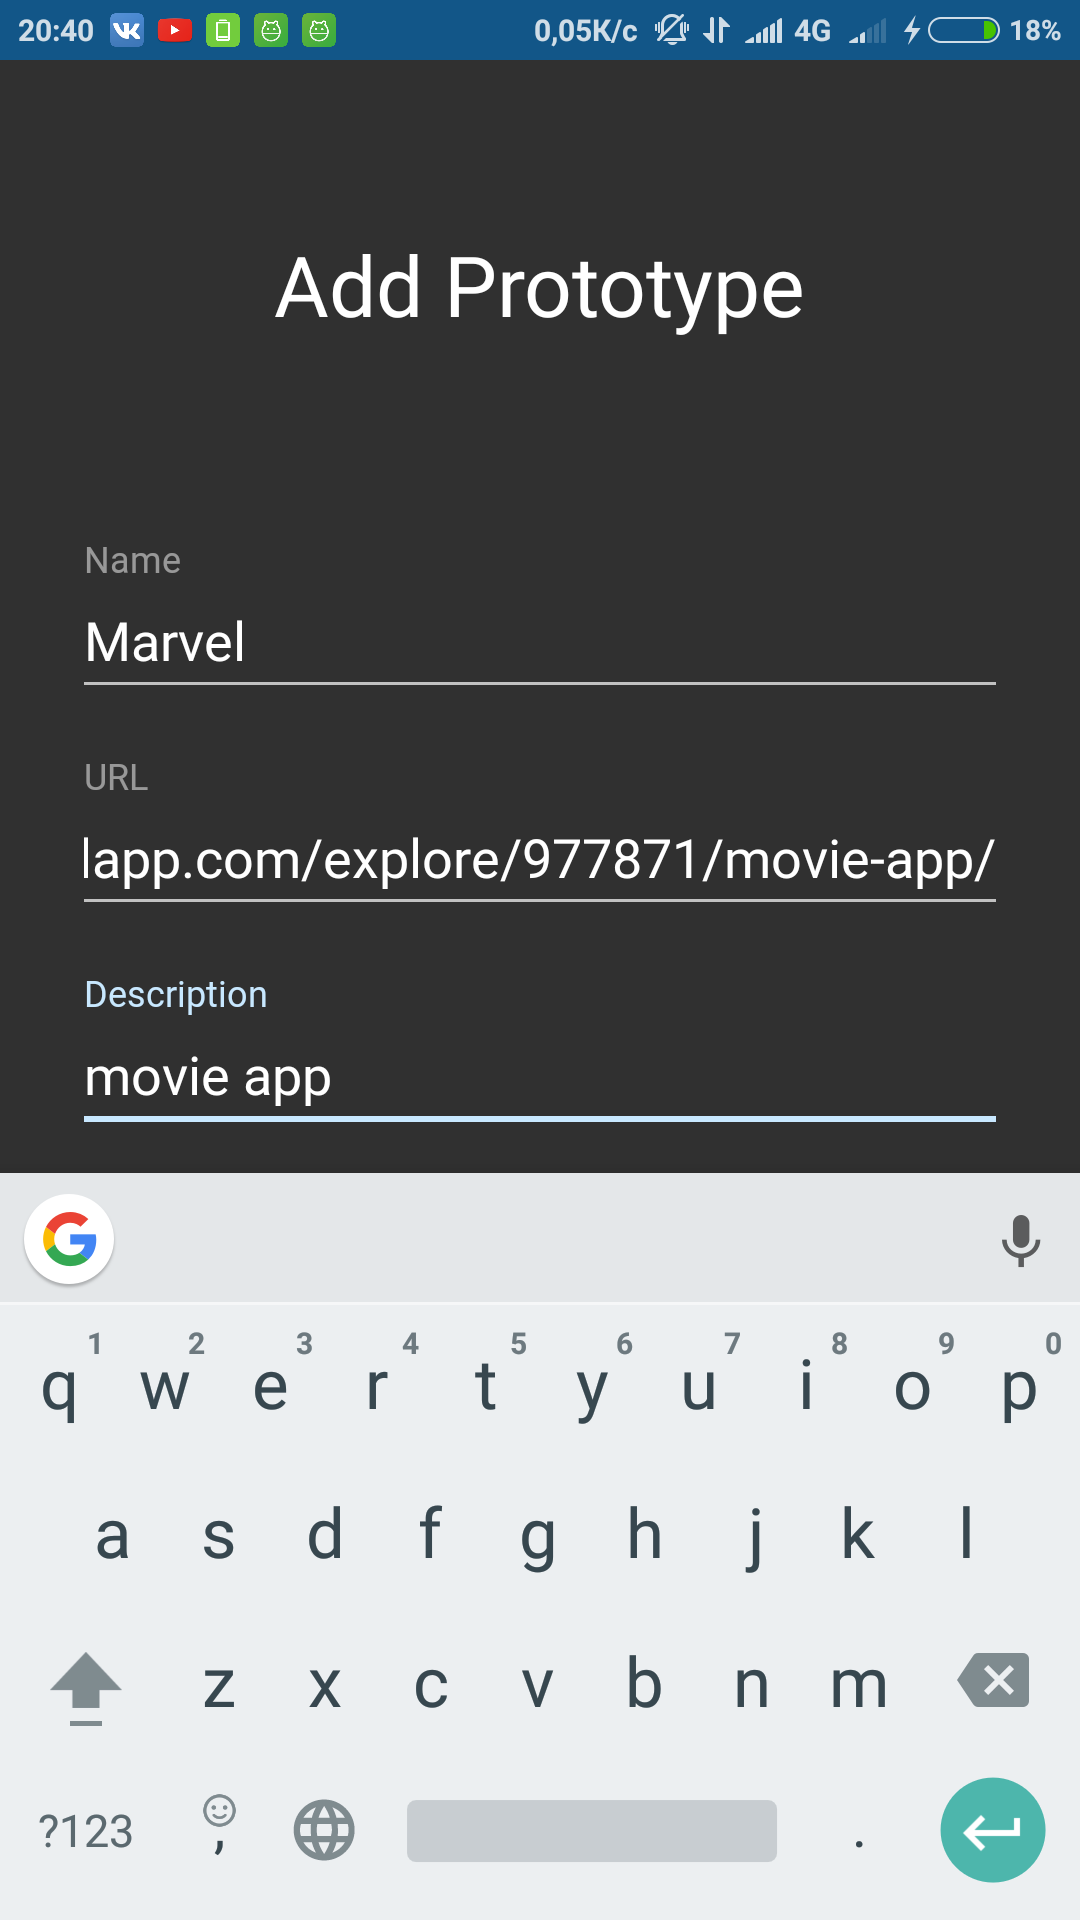 20:40 0,05K/c 4G 18%
Add Prototype
Name
Marvel
URL
lapp.com/explore/977871/movie-app/
Description
movie app
1 2 3 4 5 6 7 8 9 0
q w e r t y u i o p
a s d f g h j k l
z x c v b n m
?123 , .